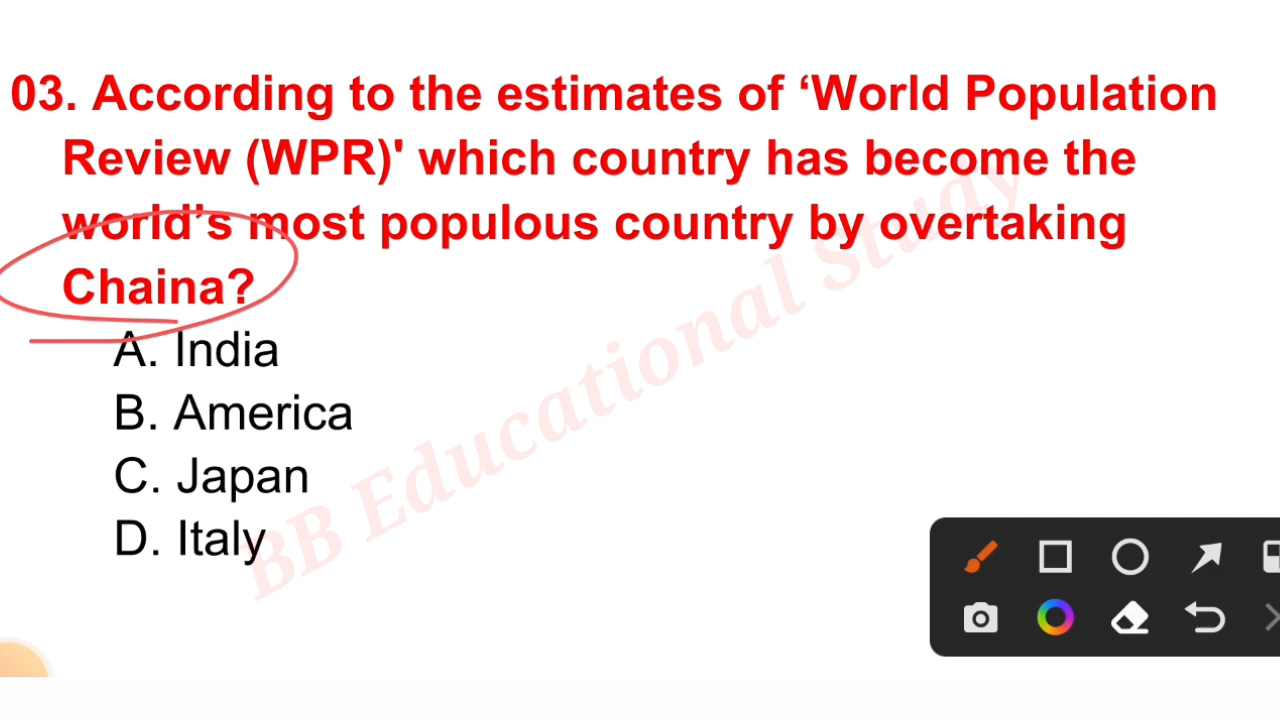 03. According to the estimates of ‘World Population
Review (WPR)' which country has become the
world’s most populous country by overtaking
Chaina?
A. India
B. America
C. Japan
D. Italy
BB Educational Study